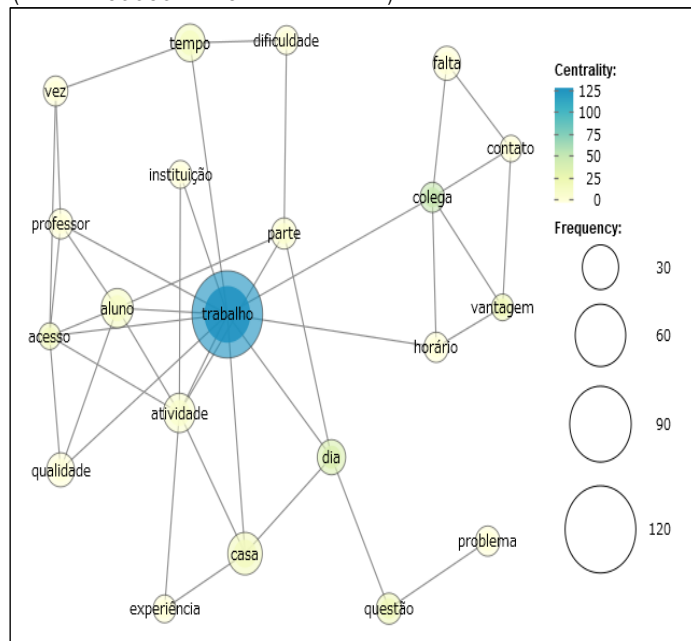 tempo
dificuldade
falta
vez
contato
instituição
colega
professor
parte
aluno
trabalho
vantagem
acesso
horário
atividade
qualidade
dia
casa
problema
experiência
questão
Centrality:
125
100
75
50
25
0
Frequency:
30
60
90
120